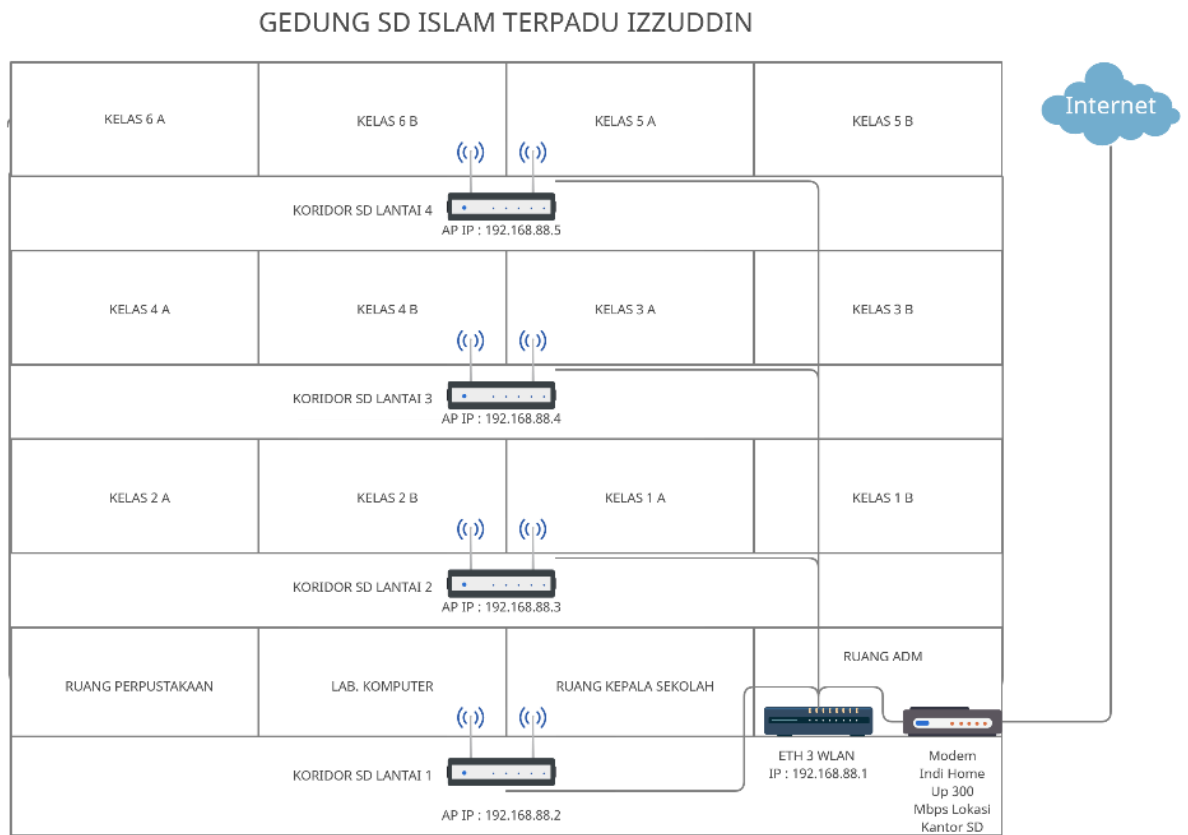 GEDUNG SD ISLAM TERPADU IZZUDDIN
Internet
KELAS 6 A
KELAS 6 B
KELAS 5 A
KELAS 5 B
KORIDOR SD LANTAI 4
AP IP : 192.168.88.5
KELAS 4 A
KELAS 4 B
KELAS 3 A
KELAS 3 B
KORIDOR SD LANTAI 3
AP IP : 192.168.88.4
KELAS 2 A
KELAS 2 B
KELAS 1 A
KELAS 1 B
KORIDOR SD LANTAI 2
AP IP : 192.168.88.3
RUANG PERPUSTAKAAN
LAB. KOMPUTER
RUANG KEPALA SEKOLAH
RUANG ADM
KORIDOR SD LANTAI 1
AP IP : 192.168.88.2
ETH 3 WLAN
IP : 192.168.88.1
Modem
Indi Home
Up 300
Mbps Lokasi
Kantor SD